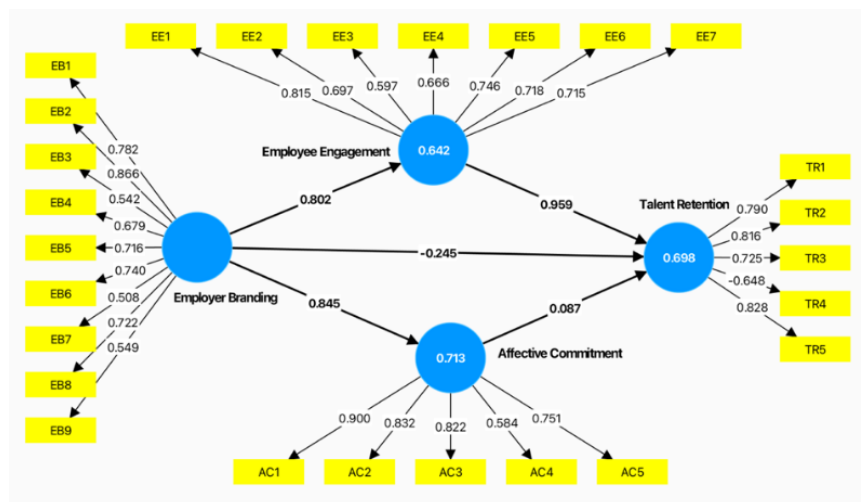 EE1 EE2 EE3 EE4 EE5 EE6 EE7
EB1
EB2
EB3
EB4
EB5
EB6
EB7
EB8
EB9
0.815 0.697 0.597 0.666 0.746 0.718 0.715
0.782
0.866
0.542
0.679
0.716
0.740
0.508
0.722
0.549
Employee Engagement
0.642
0.802
0.959
-0.245
Employer Branding
0.845
0.087
0.713
Affective Commitment
Talent Retention
0.698
0.790
0.816
0.725
-0.648
0.828
TR1
TR2
TR3
TR4
TR5
0.900 0.832 0.822 0.584 0.751
AC1 AC2 AC3 AC4 AC5